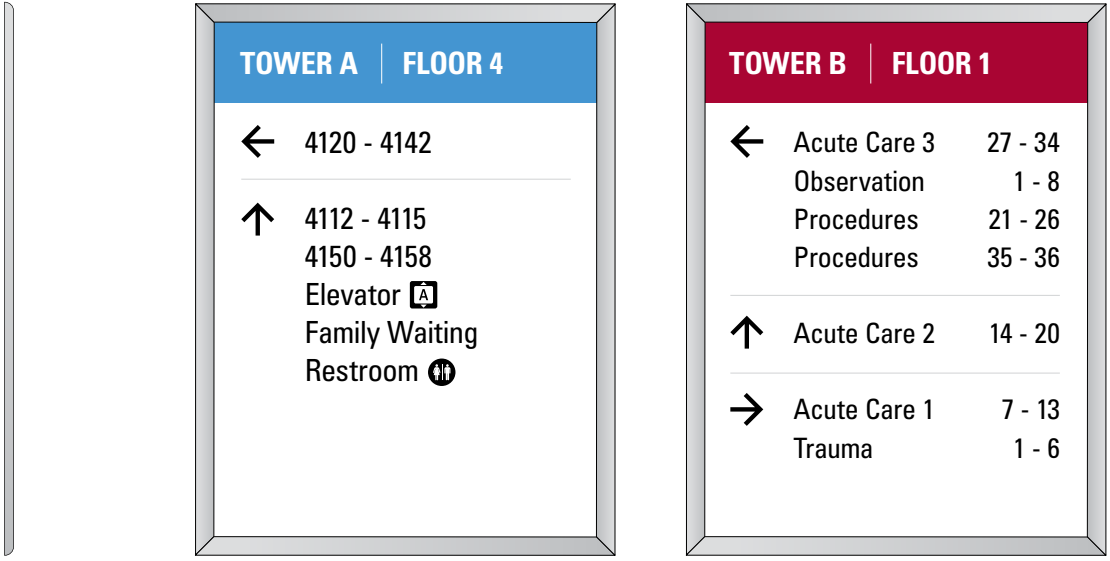 TOWER A | FLOOR 4
4120 - 4142
4112 - 4115
4150 - 4158
Elevator A
Family Waiting
Restroom
TOWER B | FLOOR 1
Acute Care 3 27 - 34
Observation 1 - 8
Procedures 21 - 26
Procedures 35 - 36
Acute Care 2 14 - 20
Acute Care 1 7 - 13
Trauma 1 - 6